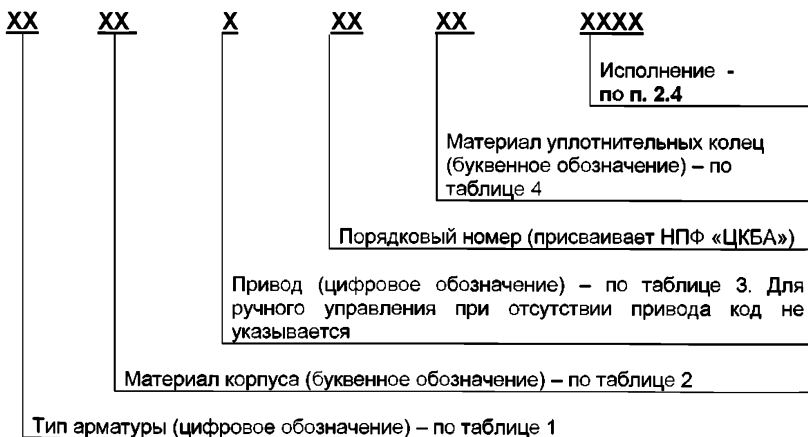 ХХ ХХ Х ХХ ХХ ХХХХ
Исполнение -
по п. 2.4
Материал уплотнительных колец
(буквенное обозначение) – по
таблице 4
Порядковый номер (присваивает НПФ «ЦКБА»)
Привод (цифровое обозначение) – по таблице 3. Для
ручного управления при отсутствии привода код не
указывается
Материал корпуса (буквенное обозначение) – по таблице 2
Тип арматуры (цифровое обозначение) – по таблице 1